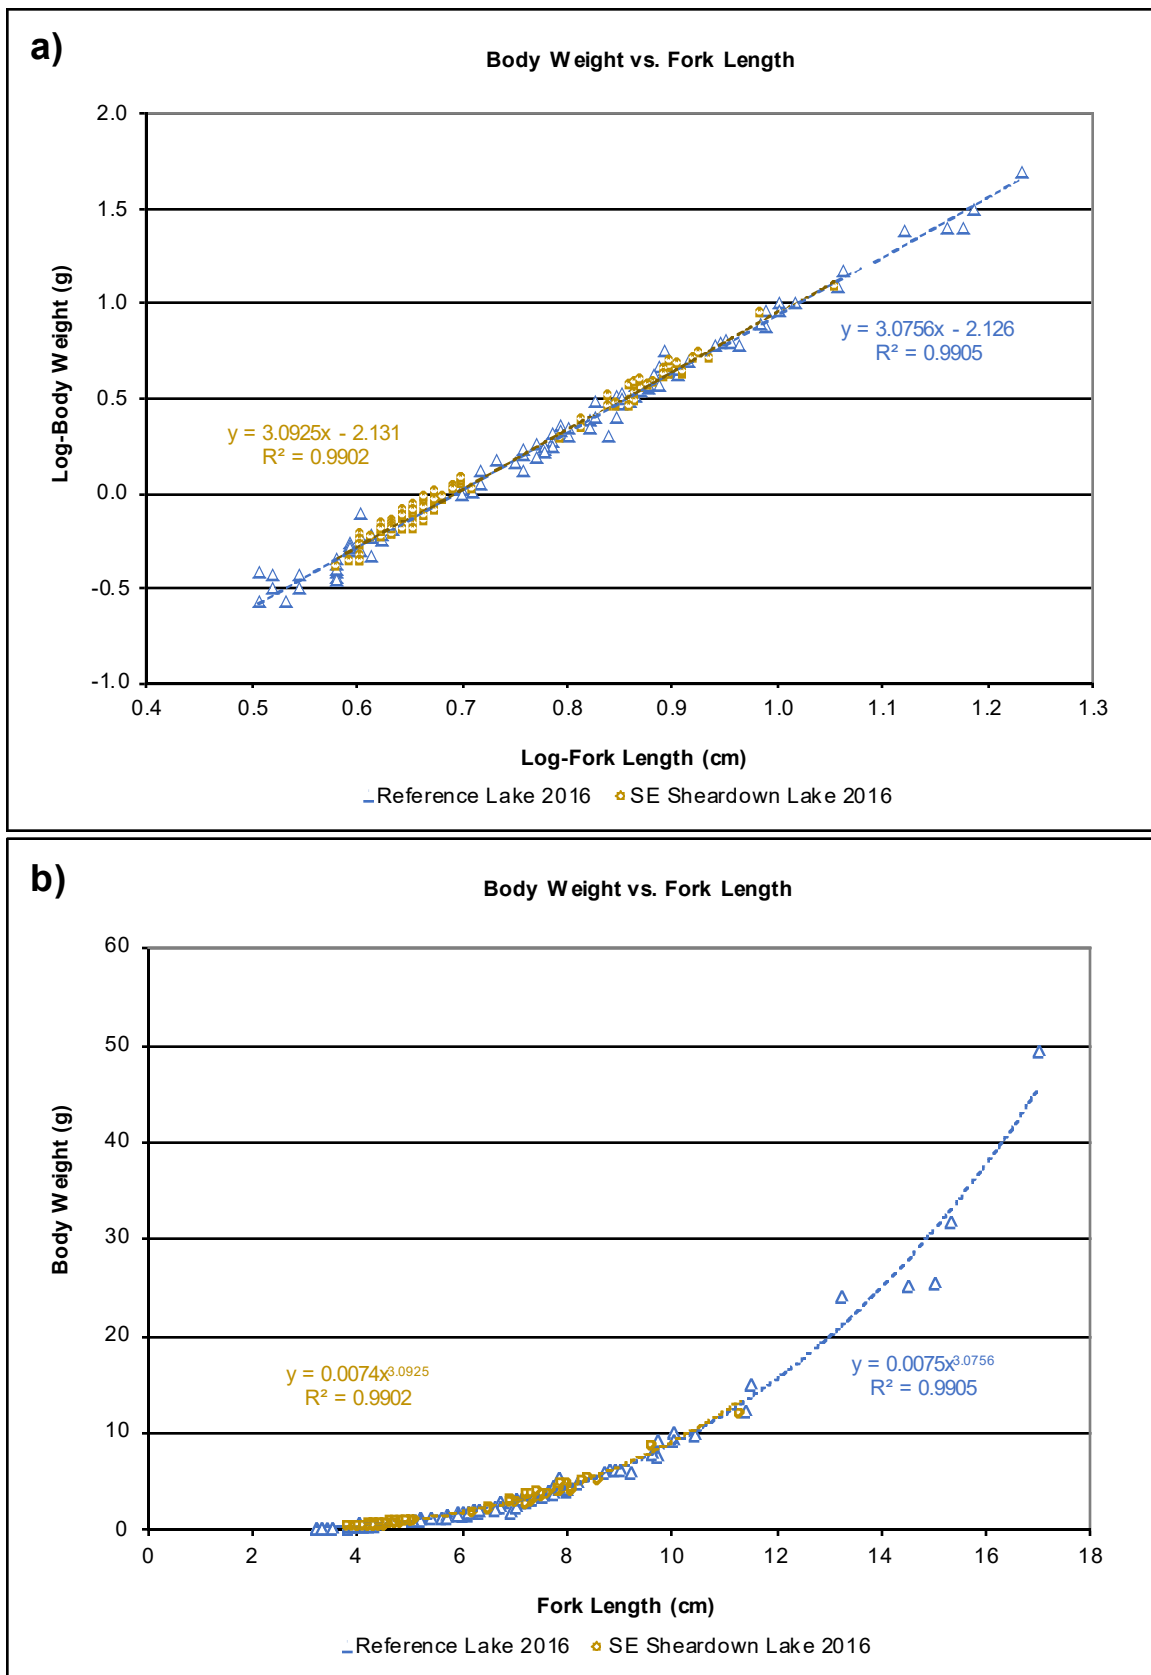 a)
Body Weight vs. Fork Length
2.0
1.5
1.0
0.5
0.0
-0.5
-1.0
Log-Body Weight (g)
y = 3.0756x - 2.126
R² = 0.9905
y = 3.0925x - 2.131
R² = 0.9902
0.4 0.5 0.6 0.7 0.8 0.9 1.0 1.1 1.2 1.3
Log-Fork Length (cm)
Reference Lake 2016 SE Sheardown Lake 2016
b)
Body Weight vs. Fork Length
60
50
40
30
20
10
0
Body Weight (g)
y = 0.0074x^3.0925
R² = 0.9902
y = 0.0075x^3.0756
R² = 0.9905
0 2 4 6 8 10 12 14 16 18
Fork Length (cm)
Reference Lake 2016 SE Sheardown Lake 2016